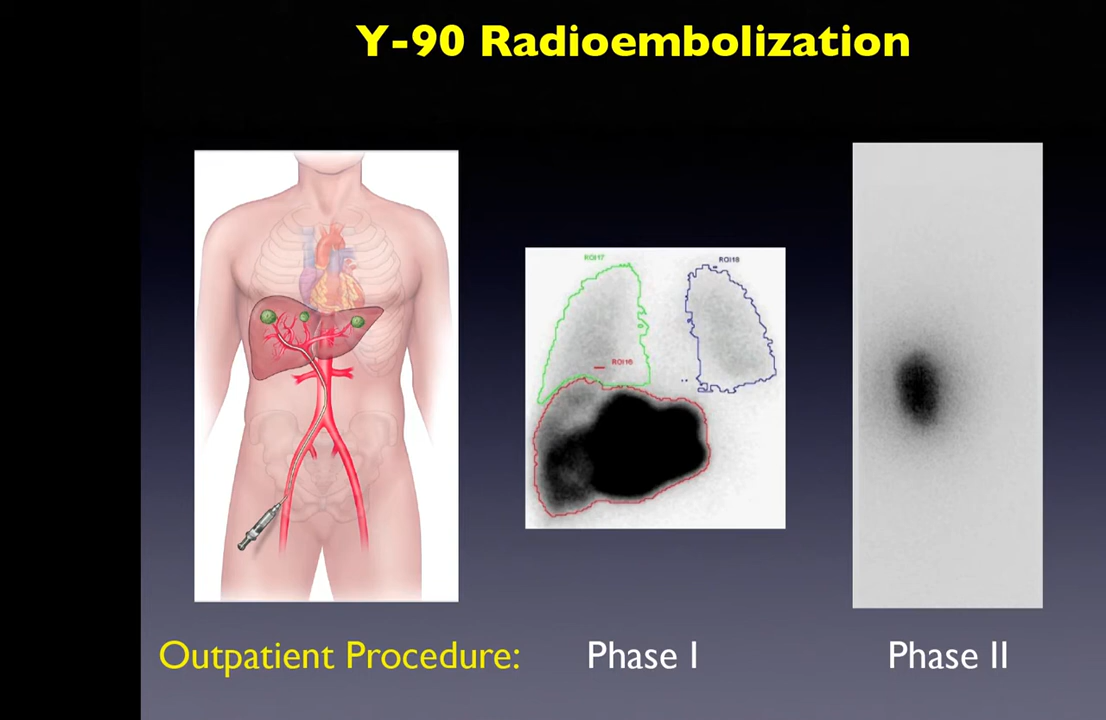 Y-90 Radioembolization
ROI17
ROI18
ROI16
Outpatient Procedure:
Phase I
Phase II